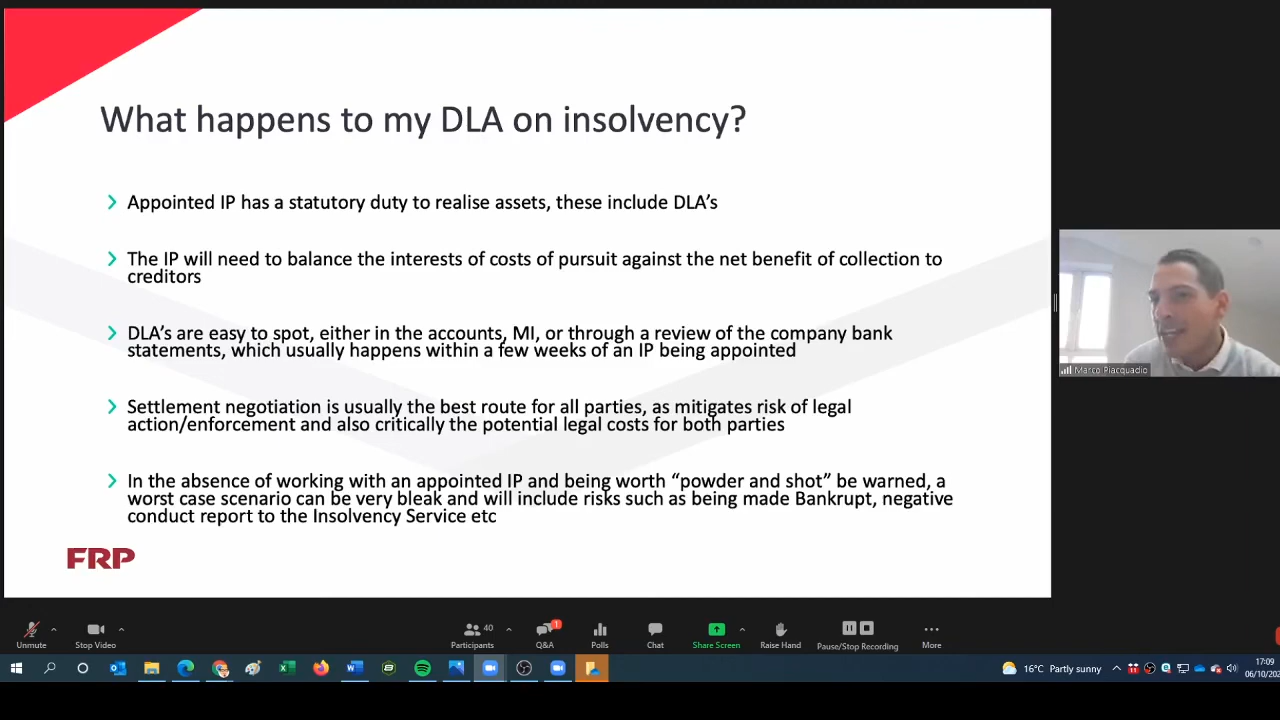 What happens to my DLA on insolvency?
Appointed IP has a statutory duty to realise assets, these include DLA's
The IP will need to balance the interests of costs of pursuit against the net benefit of collection to
creditors
DLA's are easy to spot, either in the accounts, MI, or through a review of the company bank
statements, which usually happens within a few weeks of an IP being appointed
Settlement negotiation is usually the best route for all parties, as mitigates risk of legal
action/enforcement and also critically the potential legal costs for both parties
In the absence of working with an appointed IP and being worth “powder and shot” be warned, a
worst case scenario can be very bleak and will include risks such as being made Bankrupt, negative
conduct report to the Insolvency Service etc
FRP
Marco Piacquadio
40
1
Unmute
Stop Video
Participants
Q&A
Polls
Chat
Share Screen
Raise Hand
Pause/Stop Recording
More
16°C Partly sunny
17:09
06/10/202